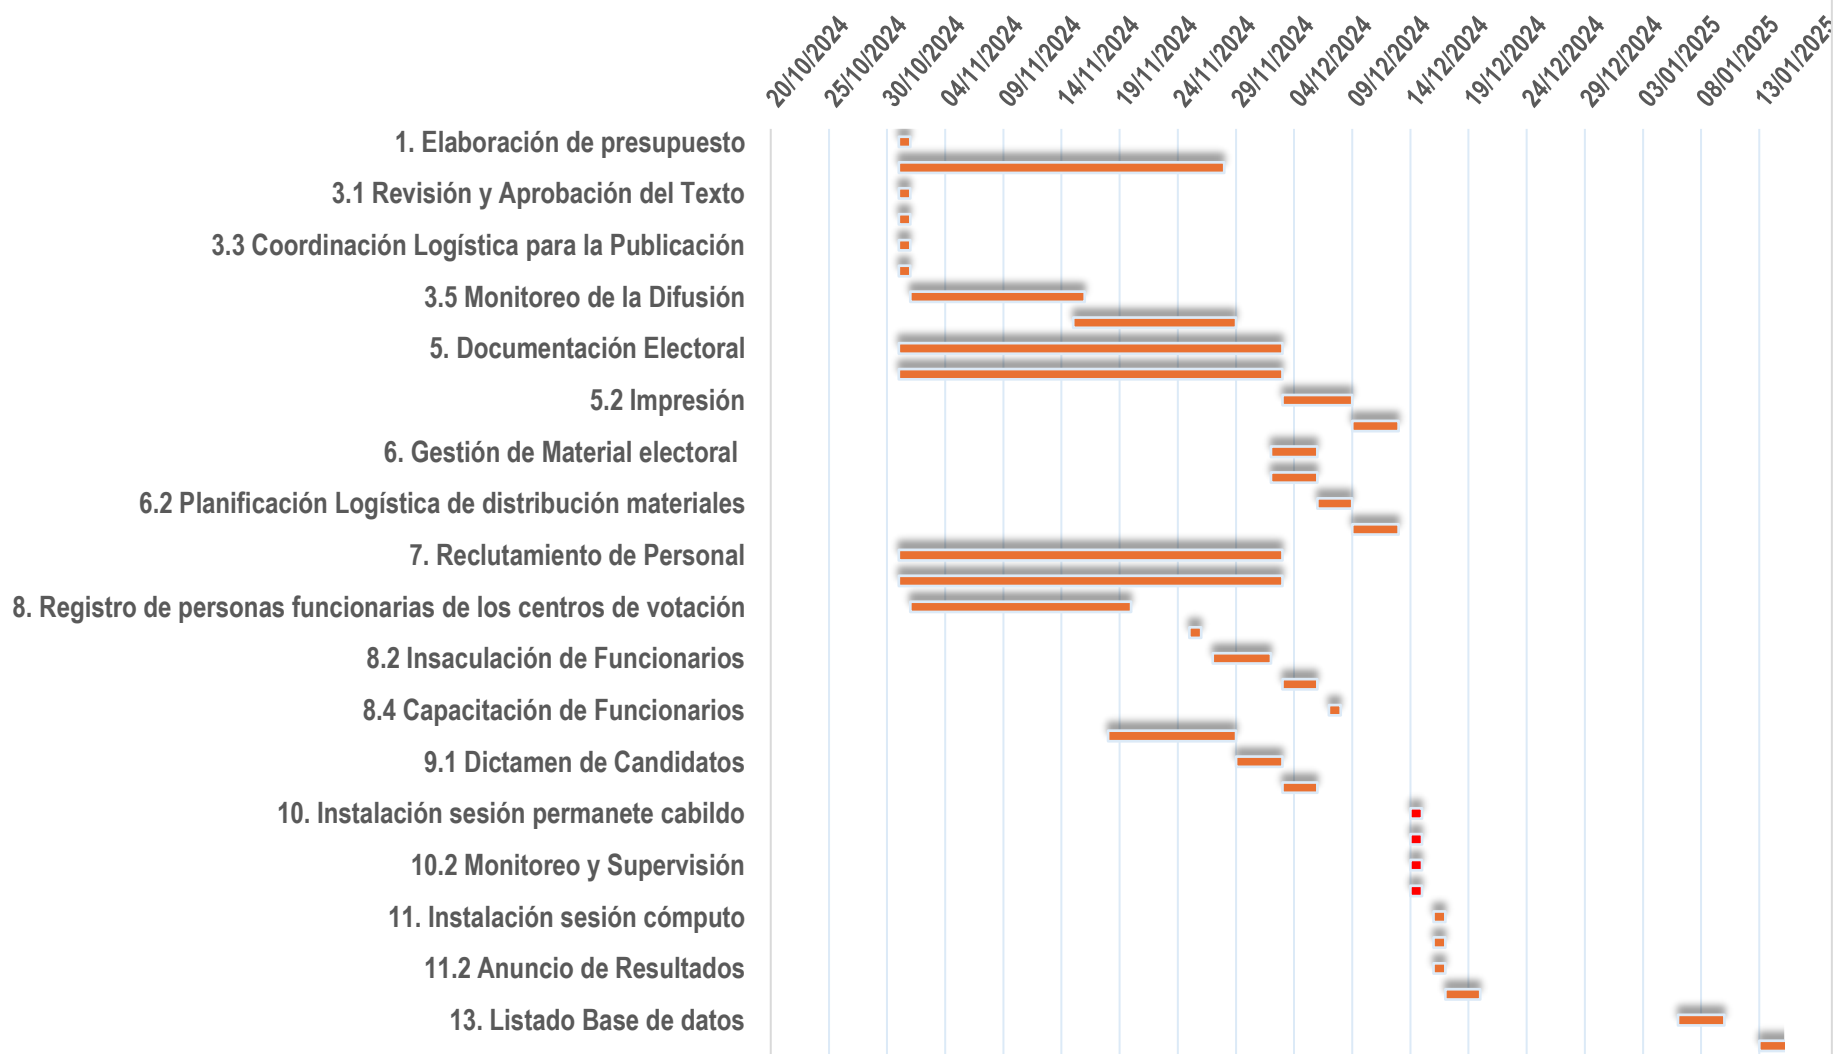 20/10/2024
25/10/2024
30/10/2024
04/11/2024
09/11/2024
14/11/2024
19/11/2024
24/11/2024
29/11/2024
04/12/2024
09/12/2024
14/12/2024
19/12/2024
24/12/2024
29/12/2024
03/01/2025
08/01/2025
13/01/2025
1. Elaboración de presupuesto
3.1 Revisión y Aprobación del Texto
3.3 Coordinación Logística para la Publicación
3.5 Monitoreo de la Difusión
5. Documentación Electoral
5.2 Impresión
6. Gestión de Material electoral
6.2 Planificación Logística de distribución materiales
7. Reclutamiento de Personal
8. Registro de personas funcionarias de los centros de votación
8.2 Insaculación de Funcionarios
8.4 Capacitación de Funcionarios
9.1 Dictamen de Candidatos
10. Instalación sesión permanete cabildo
10.2 Monitoreo y Supervisión
11. Instalación sesión cómputo
11.2 Anuncio de Resultados
13. Listado Base de datos